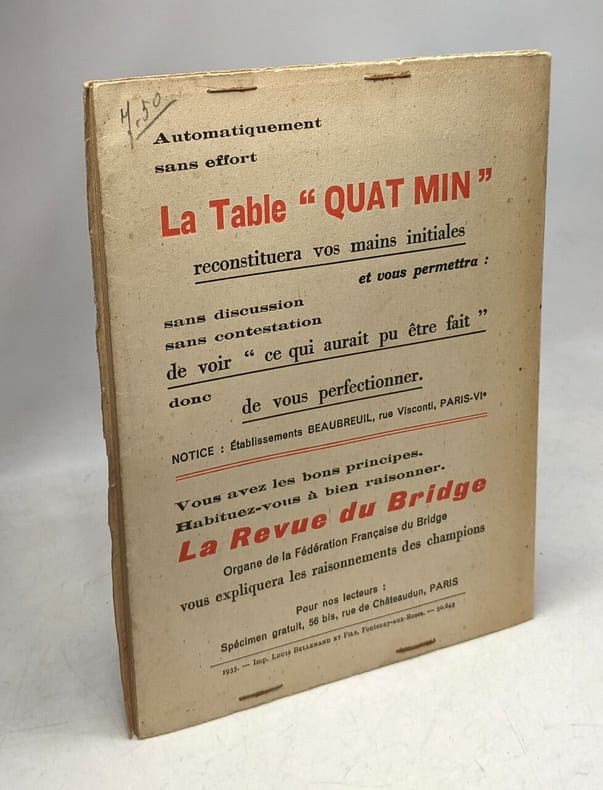 7.50
Automatiquement
sans effort
La Table “ QUAT MIN ”
reconstituera vos mains initiales
et vous permettra :
sans discussion
sans contestation
de voir “ ce qui aurait pu être fait ”
donc
de vous perfectionner.
NOTICE : Établissements BEAUBREUIL, rue Visconti, PARIS-VIe
Vous avez les bons principes.
Habituez-vous à bien raisonner.
La Revue du Bridge
Organe de la Fédération Française du Bridge
vous expliquera les raisonnements des champions
Pour nos lecteurs :
Spécimen gratuit, 56 bis, rue de Châteaudun, PARIS
1935. — Imp. LOUIS BELLENAND ET FILS, Fontenay-aux-Roses. — 50.643